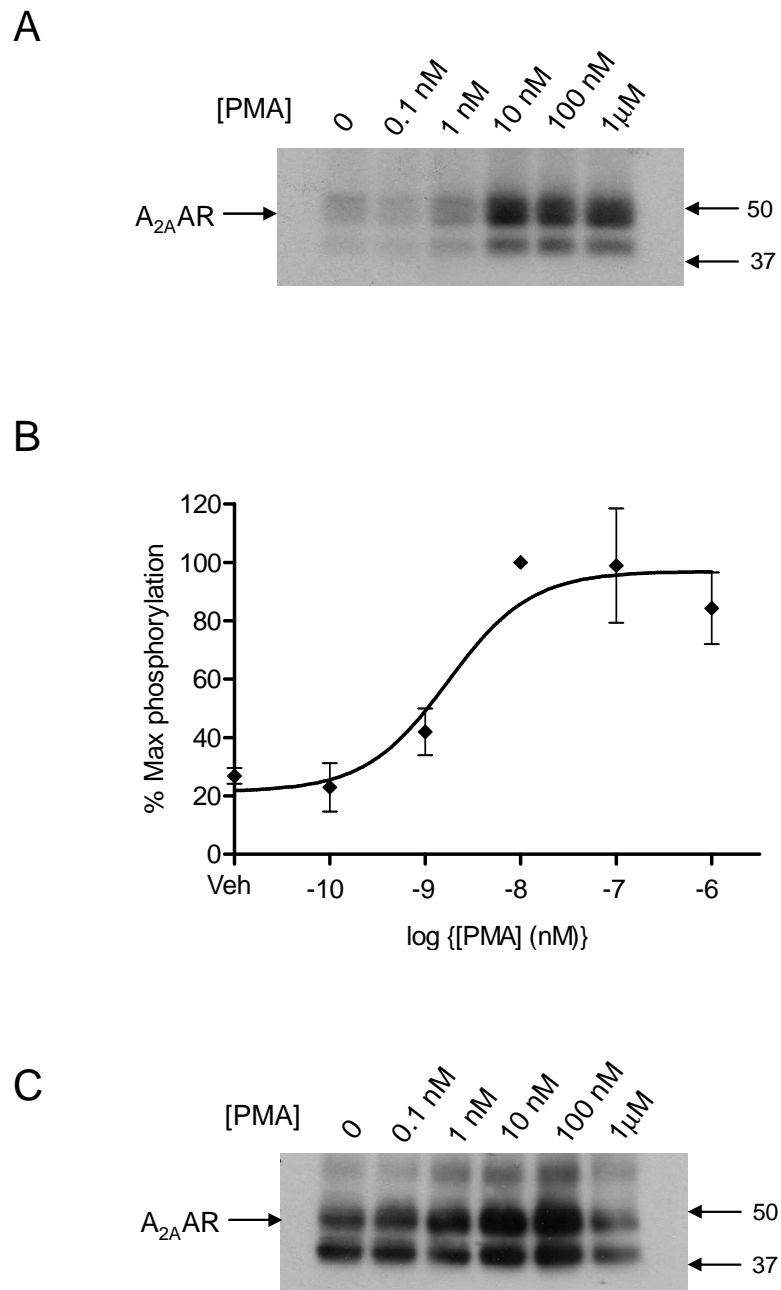 A
[PMA] 0 0.1 nM 1 nM 10 nM 100 nM 1µM
A2AAR
50
37
B
% Max phosphorylation
120
100
80
60
40
20
0
Veh -10 -9 -8 -7 -6
log {[PMA] (nM)}
C
[PMA] 0 0.1 nM 1 nM 10 nM 100 nM 1µM
A2AAR
50
37